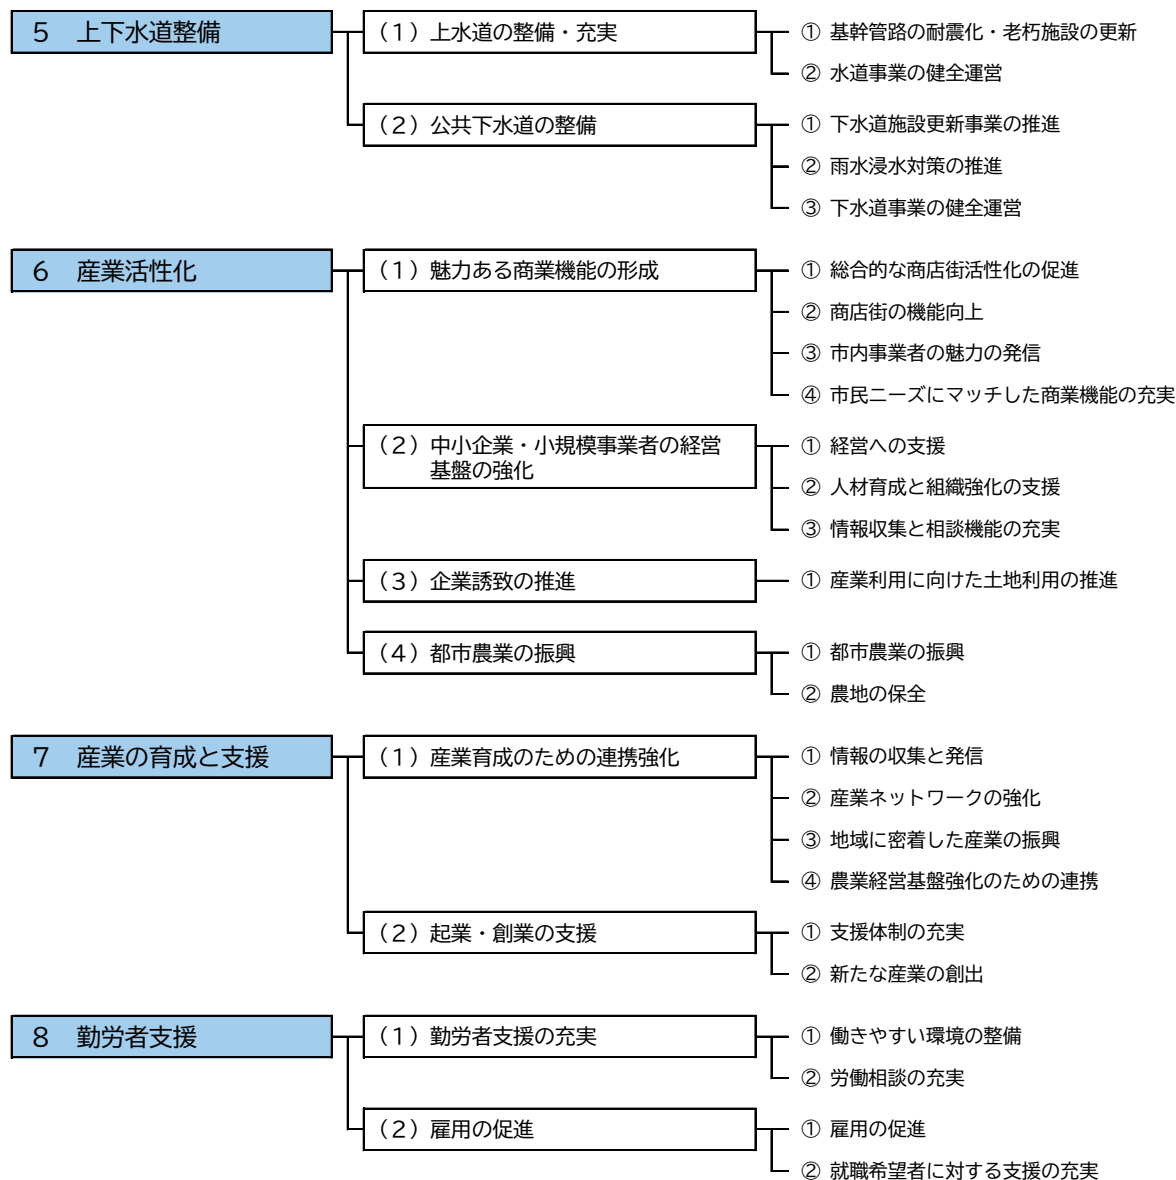 5 上下水道整備
(1) 上水道の整備・充実
① 基幹管路の耐震化・老朽施設の更新
② 水道事業の健全運営
(2) 公共下水道の整備
① 下水道施設更新事業の推進
② 雨水浸水対策の推進
③ 下水道事業の健全運営
6 産業活性化
(1) 魅力ある商業機能の形成
① 総合的な商店街活性化の促進
② 商店街の機能向上
③ 市内事業者の魅力の発信
④ 市民ニーズにマッチした商業機能の充実
(2) 中小企業・小規模事業者の経営
基盤の強化
① 経営への支援
② 人材育成と組織強化の支援
③ 情報収集と相談機能の充実
(3) 企業誘致の推進
① 産業利用に向けた土地利用の推進
(4) 都市農業の振興
① 都市農業の振興
② 農地の保全
7 産業の育成と支援
(1) 産業育成のための連携強化
① 情報の収集と発信
② 産業ネットワークの強化
③ 地域に密着した産業の振興
④ 農業経営基盤強化のための連携
(2) 起業・創業の支援
① 支援体制の充実
② 新たな産業の創出
8 勤労者支援
(1) 勤労者支援の充実
① 働きやすい環境の整備
② 労働相談の充実
(2) 雇用の促進
① 雇用の促進
② 就職希望者に対する支援の充実